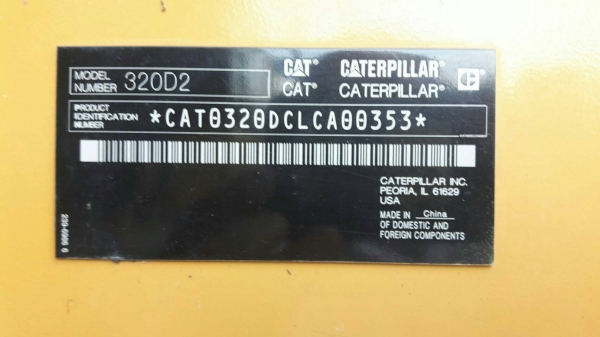 MODEL
NUMBER 320D2
CAT® CATERPILLAR®
CAT® CATERPILLAR®
PRODUCT
IDENTIFICATION
NUMBER *CAT0320DCLCA00353*
CATERPILLAR INC.
PEORIA, IL 61629
USA
MADE IN China
OF DOMESTIC AND
FOREIGN COMPONENTS